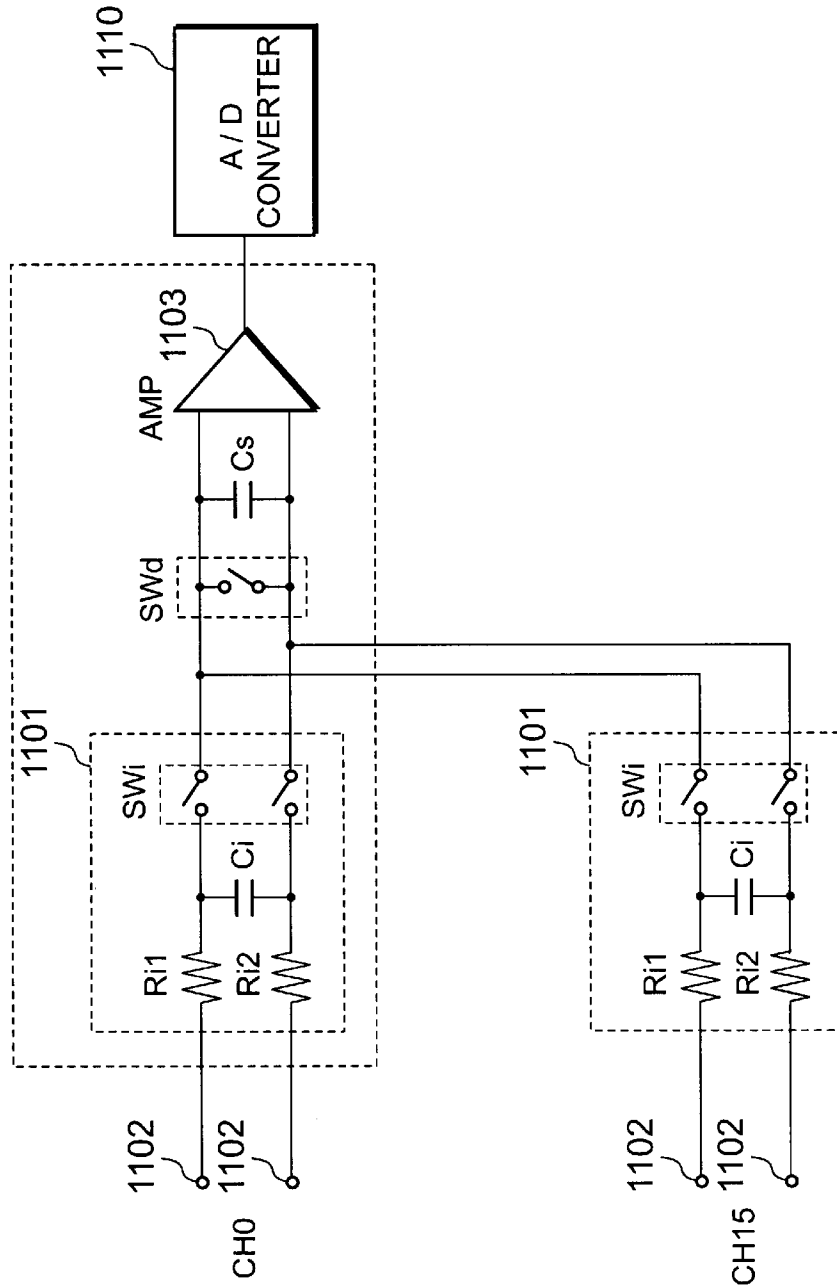 1110
A / D
CONVERTER
1103
AMP
Cs
SWd
1101
SWi
Ci
Ri1
Ri2
1102
1102
CH0
1101
SWi
Ci
Ri1
Ri2
1102
1102
CH15